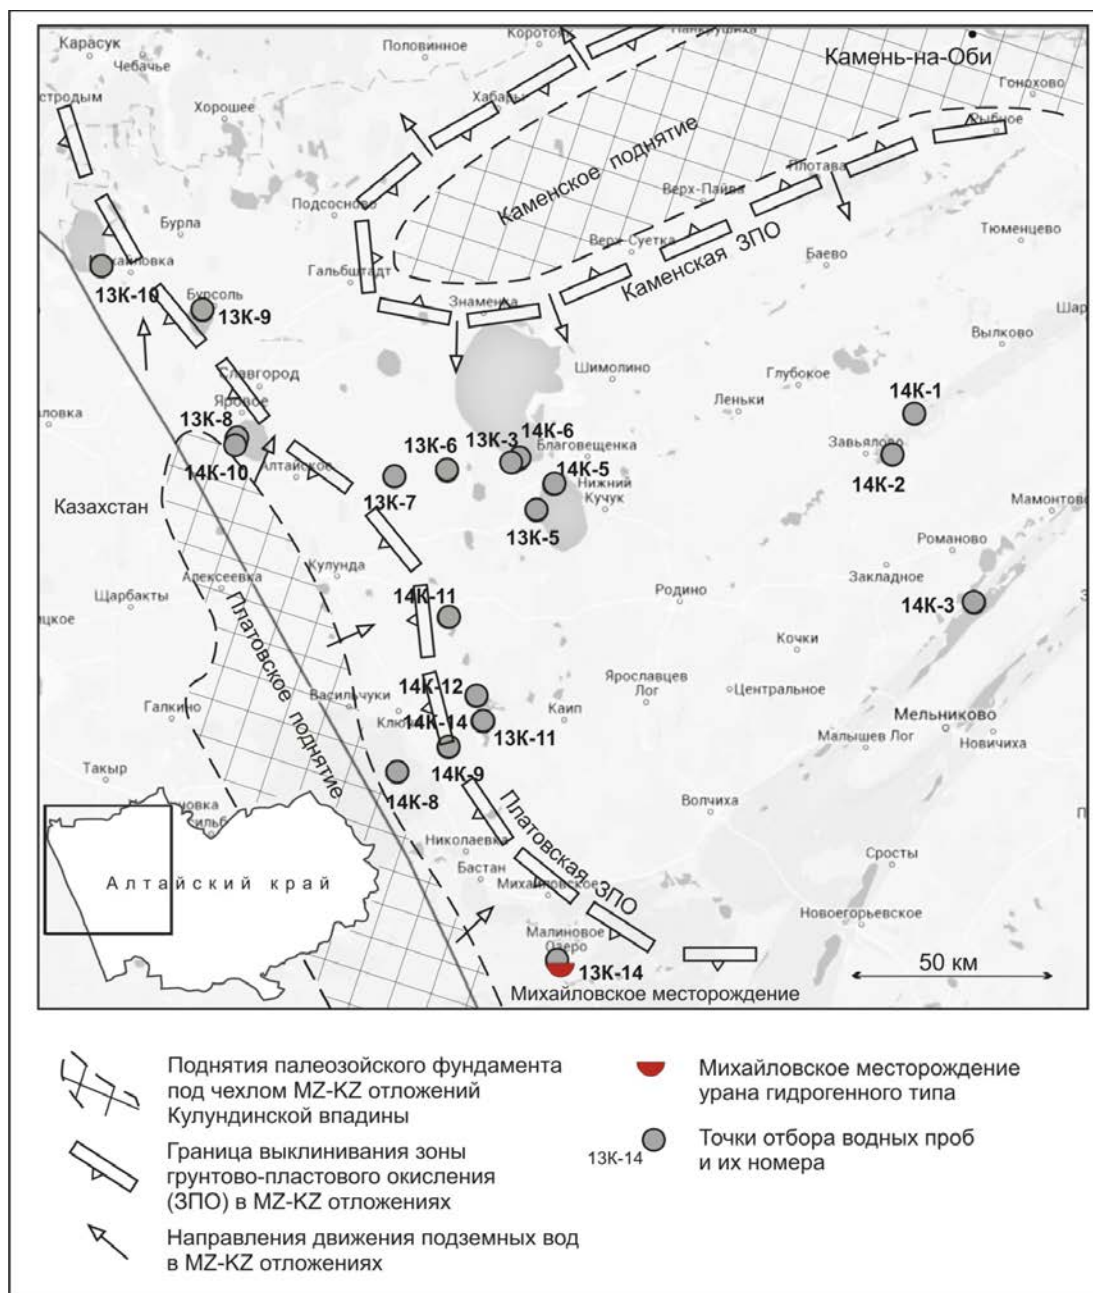 Карасук
Чебачье
Половинное
Коротояк
Панкрушиха
Камень-на-Оби
Гонохово
стродым
Хорошее
Хабары
Рыбное
Каменское поднятие
Плотава
Верх-Пайва
Подсосново
Бурла
Тюменцево
Верх-Суетка
Баево
Каменская ЗПО
Михайловка
Гальбштадт
13К-10
Бурсоль
13К-9
Знаменка
Шар
Вылково
Шимолино
Славгород
Глубокое
Яровое
Леньки
14К-1
аловка
13К-8
13К-6
13К-3
14К-6
Благовещенка
Завьялово
14К-10
Алтайское
14К-5
14К-2
Нижний
Кучук
Казахстан
13К-7
13К-5
Мамонтово
Романово
Кулунда
Алексеевка
Закладное
Щарбакты
14К-11
Родино
14К-3
ицкое
Кочки
Платовское поднятие
Ярославцев
Лог
14К-12
Васильчуки
Центральное
Галкино
Клю
14К-14
Каип
Мельниково
13К-11
Малышев Лог
Новичиха
Такыр
14К-9
14К-8
Волчиха
новка
сильб
Платовская ЗПО
Николаевка
Сросты
Бастан
Алтайский край
Михайловское
Новоегорьевское
Малиновое
Озеро
13К-14
50 км
Михайловское месторождение
Поднятия палеозойского фундамента
под чехлом MZ-KZ отложений
Кулундинской впадины
Граница выклинивания зоны
грунтово-пластового окисления
(ЗПО) в MZ-KZ отложениях
Направления движения подземных вод
в MZ-KZ отложениях
Михайловское месторождение
урана гидрогенного типа
13К-14
Точки отбора водных проб
и их номера